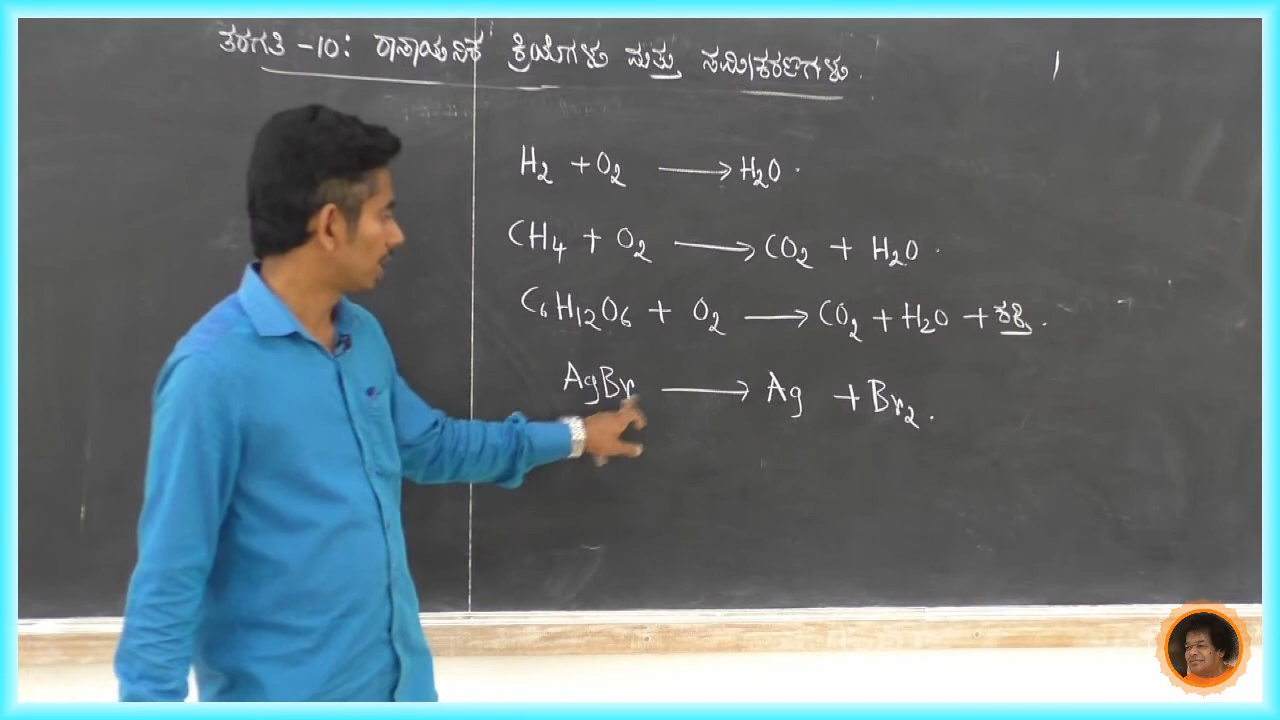 ತರಗತಿ -10: ರಾಸಾಯನಿಕ ಕ್ರಿಯೆಗಳು ಮತ್ತು ಸಮೀಕರಣಗಳು.
H₂ + O₂ ⟶ H₂O.
CH₄ + O₂ ⟶ CO₂ + H₂O.
C₆H₁₂O₆ + O₂ ⟶ CO₂ + H₂O + ಶಕ್ತಿ.
AgBr ⟶ Ag + Br₂.